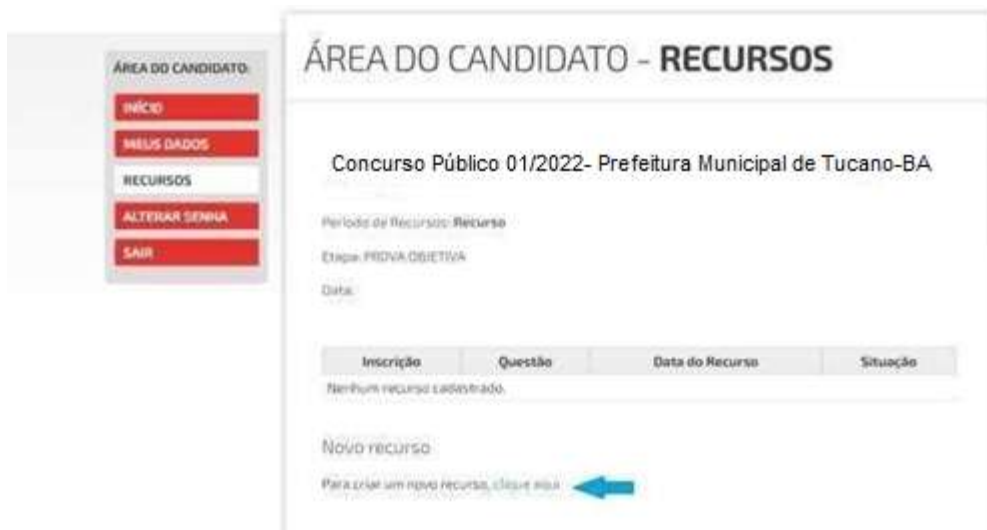 ÁREA DO CANDIDATO:
INÍCIO
MEUS DADOS
RECURSOS
ALTERAR SENHA
SAIR
ÁREA DO CANDIDATO - RECURSOS
Concurso Público 01/2022- Prefeitura Municipal de Tucano-BA
Período de Recursos: Recurso
Etapa: PROVA OBJETIVA
Data:
Inscrição Questão Data do Recurso Situação
Nenhum recurso cadastrado.
Novo recurso
Para criar um novo recurso, clique aqui